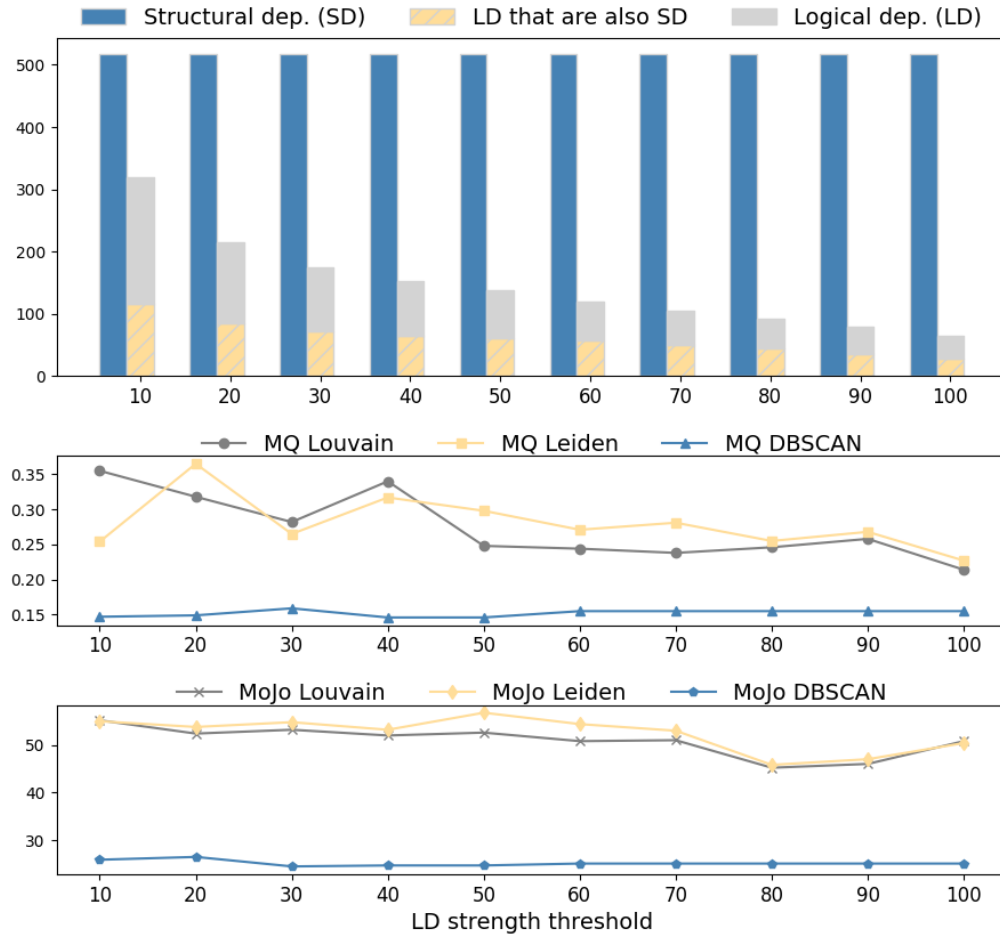 Structural dep. (SD) LD that are also SD Logical dep. (LD)
500
400
300
200
100
0
10 20 30 40 50 60 70 80 90 100
MQ Louvain MQ Leiden MQ DBSCAN
0.35
0.30
0.25
0.20
0.15
10 20 30 40 50 60 70 80 90 100
MoJo Louvain MoJo Leiden MoJo DBSCAN
50
40
30
10 20 30 40 50 60 70 80 90 100
LD strength threshold